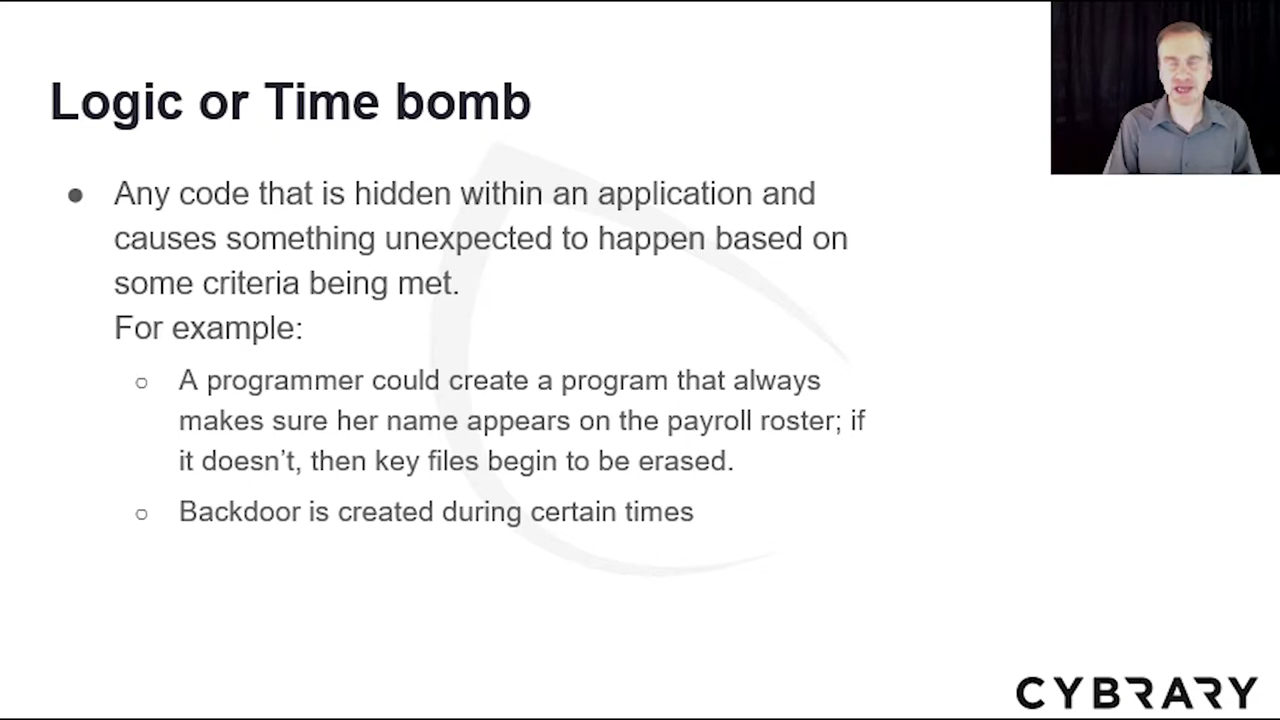 Logic or Time bomb
● Any code that is hidden within an application and
causes something unexpected to happen based on
some criteria being met.
For example:
○ A programmer could create a program that always
makes sure her name appears on the payroll roster; if
it doesn’t, then key files begin to be erased.
○ Backdoor is created during certain times
CYBRARY